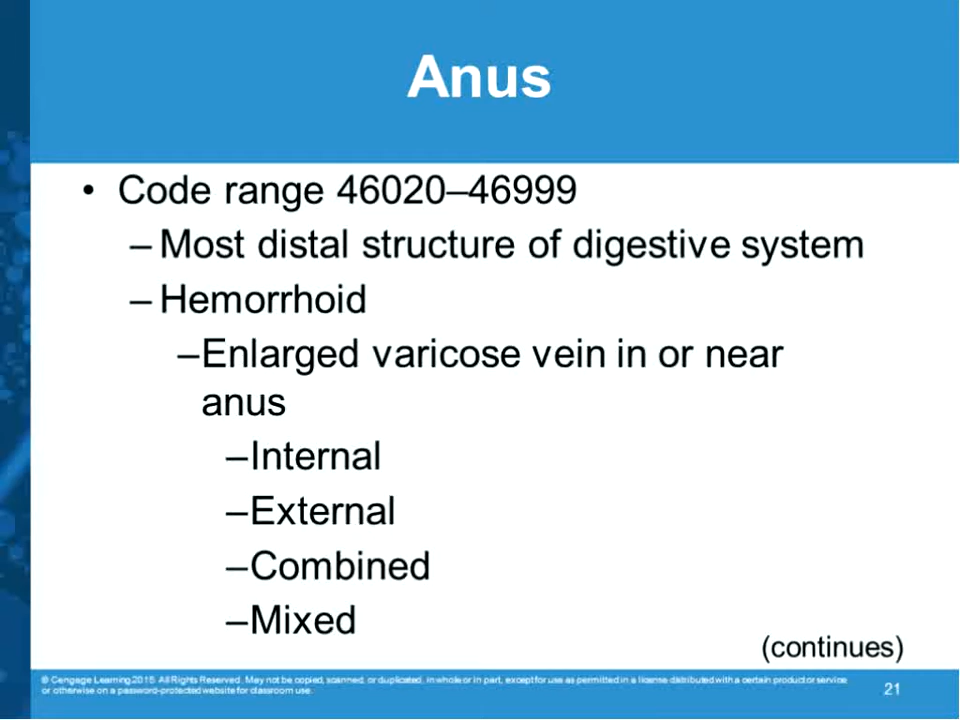 Anus
• Code range 46020–46999
– Most distal structure of digestive system
– Hemorrhoid
–Enlarged varicose vein in or near
anus
–Internal
–External
–Combined
–Mixed
(continues)
© Cengage Learning 2015. All Rights Reserved. May not be copied, scanned, or duplicated, in whole or in part, except for use as permitted in a license distributed with a certain product or service
or otherwise on a password-protected website for classroom use.
21